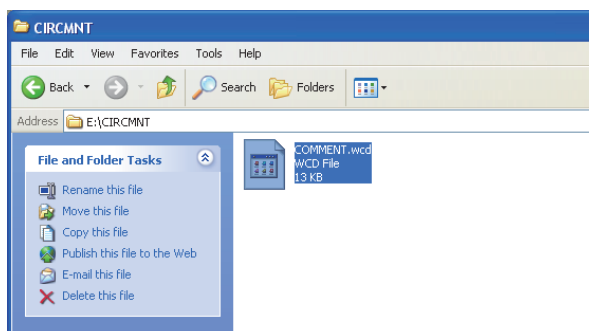 CIRCMNT
File Edit View Favorites Tools Help
Back Search Folders
Address E:\CIRCMNT
File and Folder Tasks
Rename this file
Move this file
Copy this file
Publish this file to the Web
E-mail this file
Delete this file
COMMENT.wcd
WCD File
13 KB